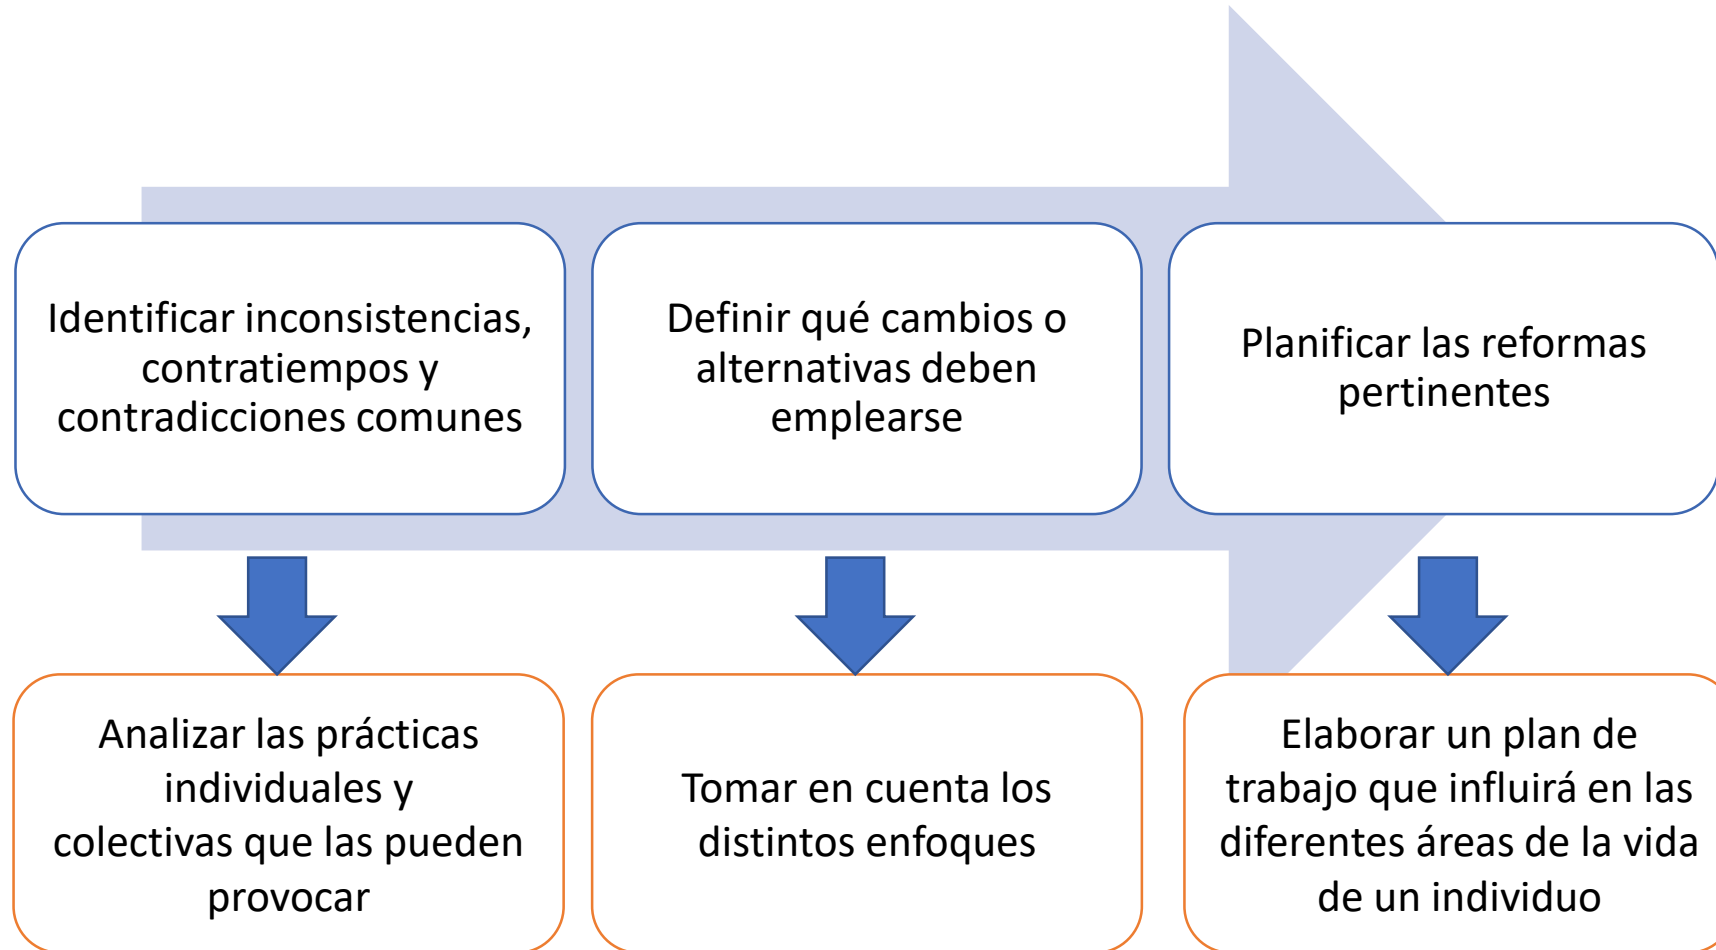 Identificar inconsistencias,
contratiempos y
contradicciones comunes
Definir qué cambios o
alternativas deben
emplearse
Planificar las reformas
pertinentes
Analizar las prácticas
individuales y
colectivas que las pueden
provocar
Tomar en cuenta los
distintos enfoques
Elaborar un plan de
trabajo que influirá en las
diferentes áreas de la vida
de un individuo